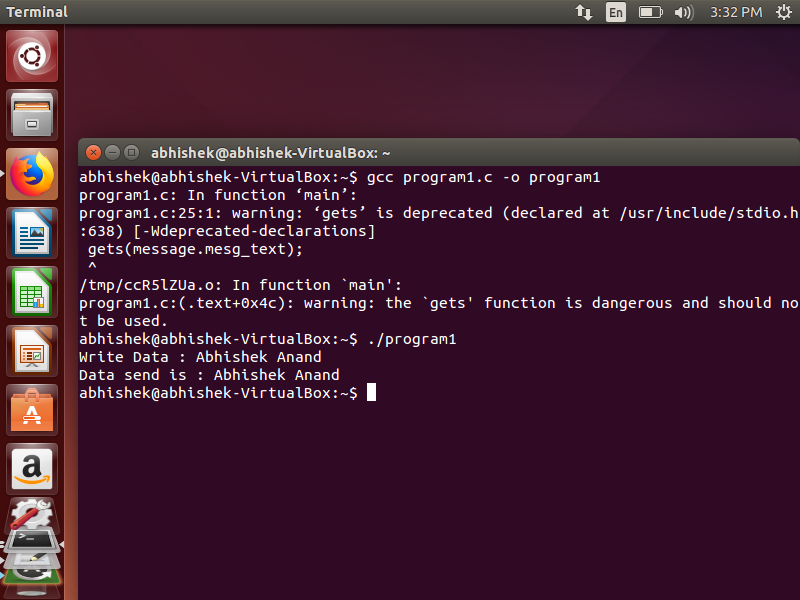 Terminal
En
3:32 PM
abhishek@abhishek-VirtualBox: ~
abhishek@abhishek-VirtualBox:~$ gcc program1.c -o program1
program1.c: In function ‘main’:
program1.c:25:1: warning: ‘gets’ is deprecated (declared at /usr/include/stdio.h
:638) [-Wdeprecated-declarations]
 gets(message.mesg_text);
 ^
/tmp/ccR5lZUa.o: In function `main':
program1.c:(.text+0x4c): warning: the `gets' function is dangerous and should no
t be used.
abhishek@abhishek-VirtualBox:~$ ./program1
Write Data : Abhishek Anand
Data send is : Abhishek Anand
abhishek@abhishek-VirtualBox:~$
A
a
>_